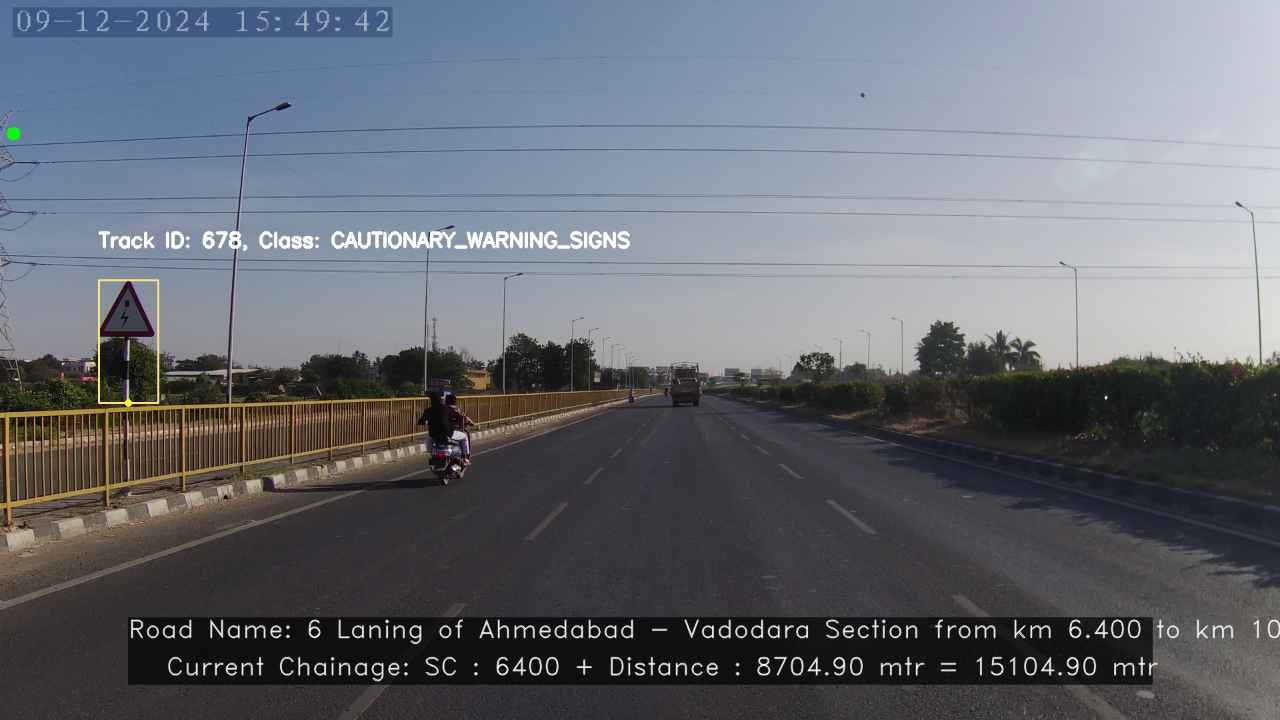 09-12-2024 15:49:42
Track ID: 678, Class: CAUTIONARY_WARNING_SIGNS
Road Name: 6 Laning of Ahmedabad - Vadodara Section from km 6.400 to km 10
Current Chainage: SC : 6400 + Distance : 8704.90 mtr = 15104.90 mtr